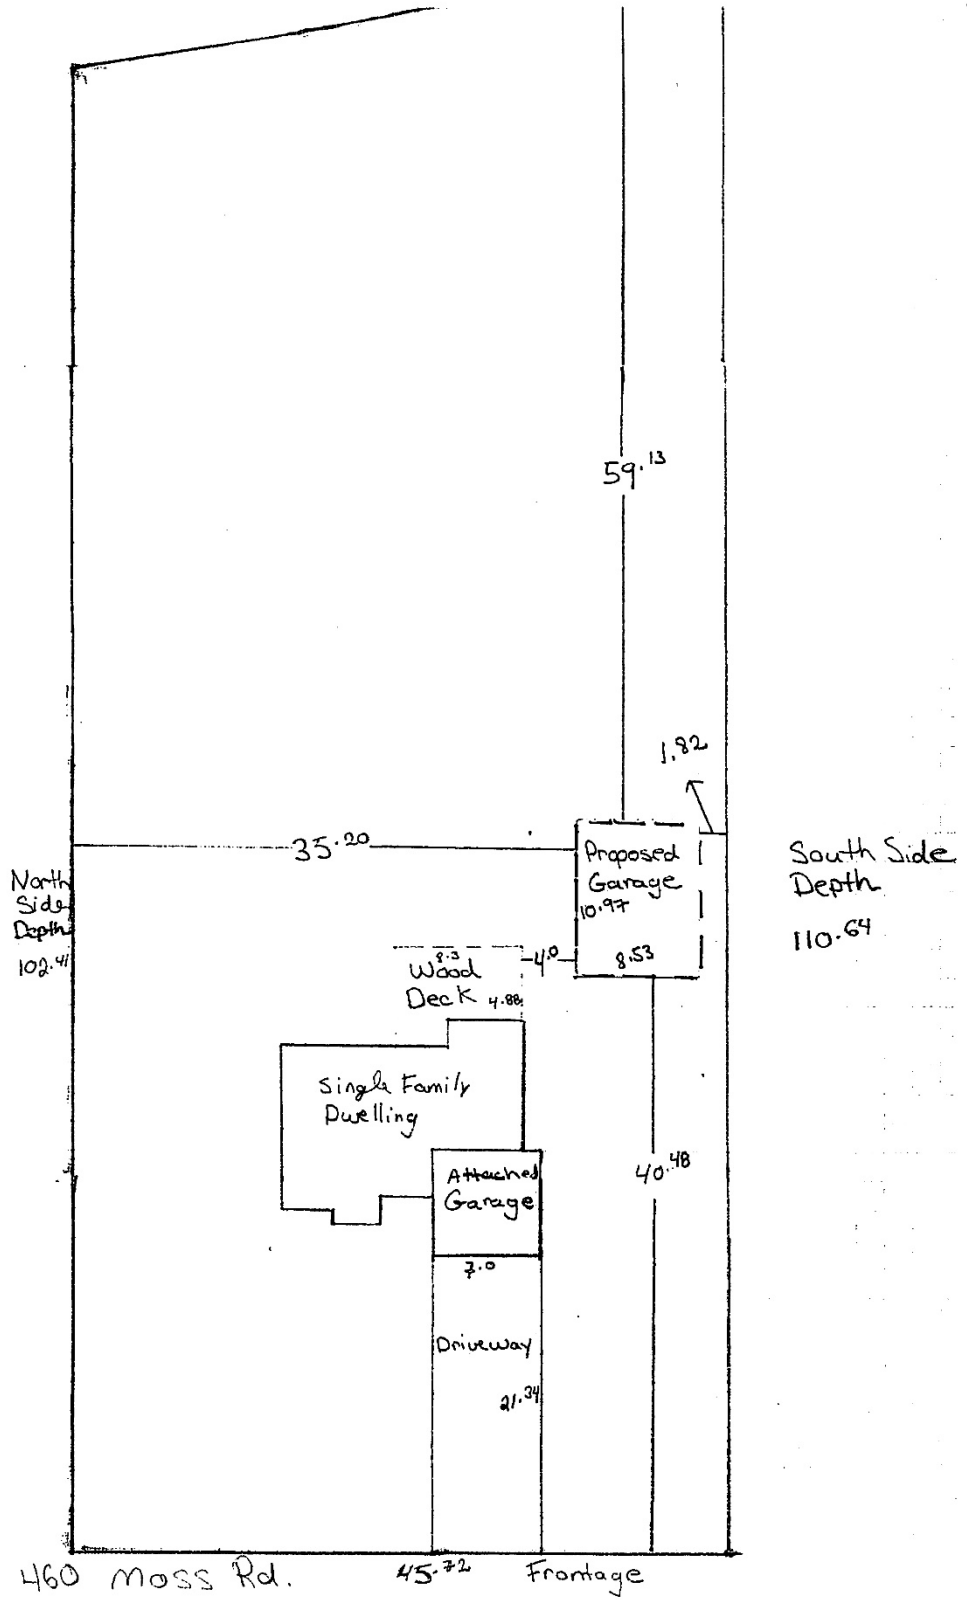 59.13
1.82
35.20
Proposed
Garage
10.97
8.53
North
Side
Depth
102.41
South Side
Depth
110.64
8.3
Wood
Deck 4.88
4.0
Single Family
Dwelling
Attached
Garage
40.48
7.0
Driveway
21.34
460 Moss Rd. 45.72 Frontage